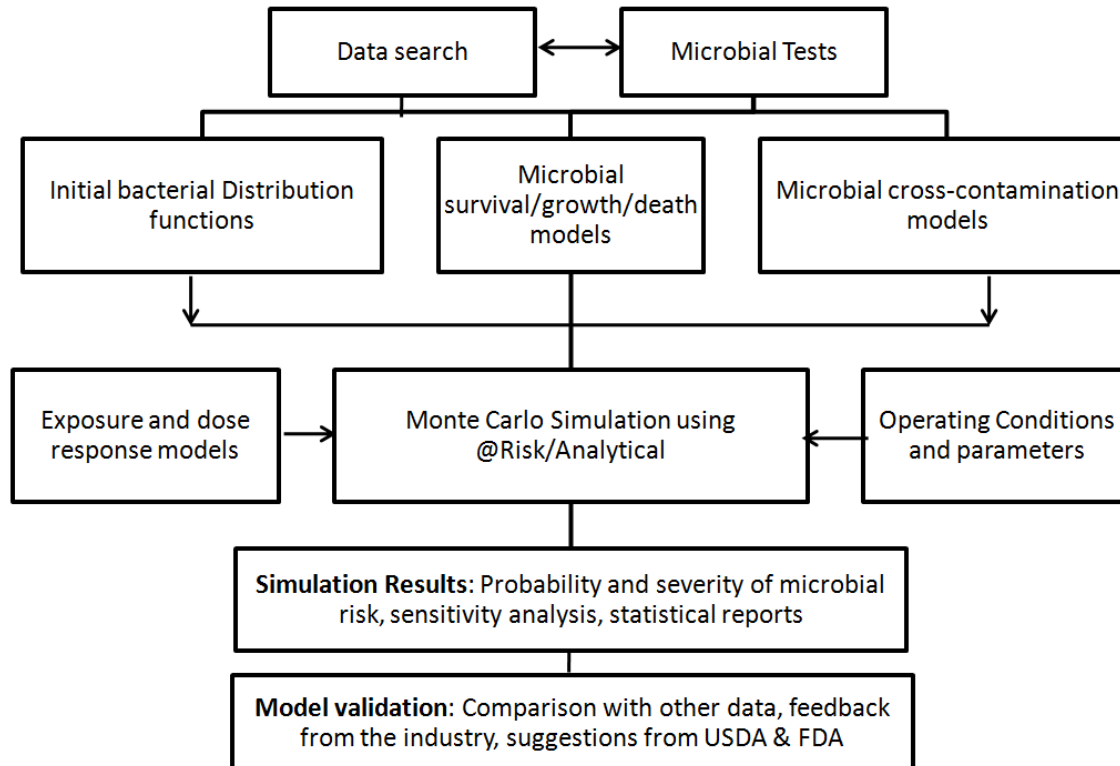 Data search
Microbial Tests
Initial bacterial Distribution
functions
Microbial
survival/growth/death
models
Microbial cross-contamination
models
Exposure and dose
response models
Monte Carlo Simulation using
@Risk/Analytical
Operating Conditions
and parameters
Simulation Results: Probability and severity of microbial
risk, sensitivity analysis, statistical reports
Model validation: Comparison with other data, feedback
from the industry, suggestions from USDA & FDA